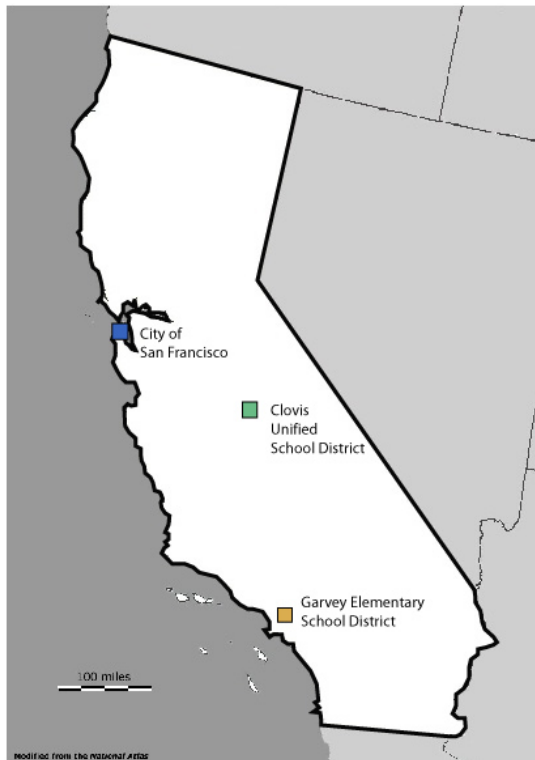 City of
San Francisco
Clovis
Unified
School District
Garvey Elementary
School District
100 miles
Modified from the National Atlas